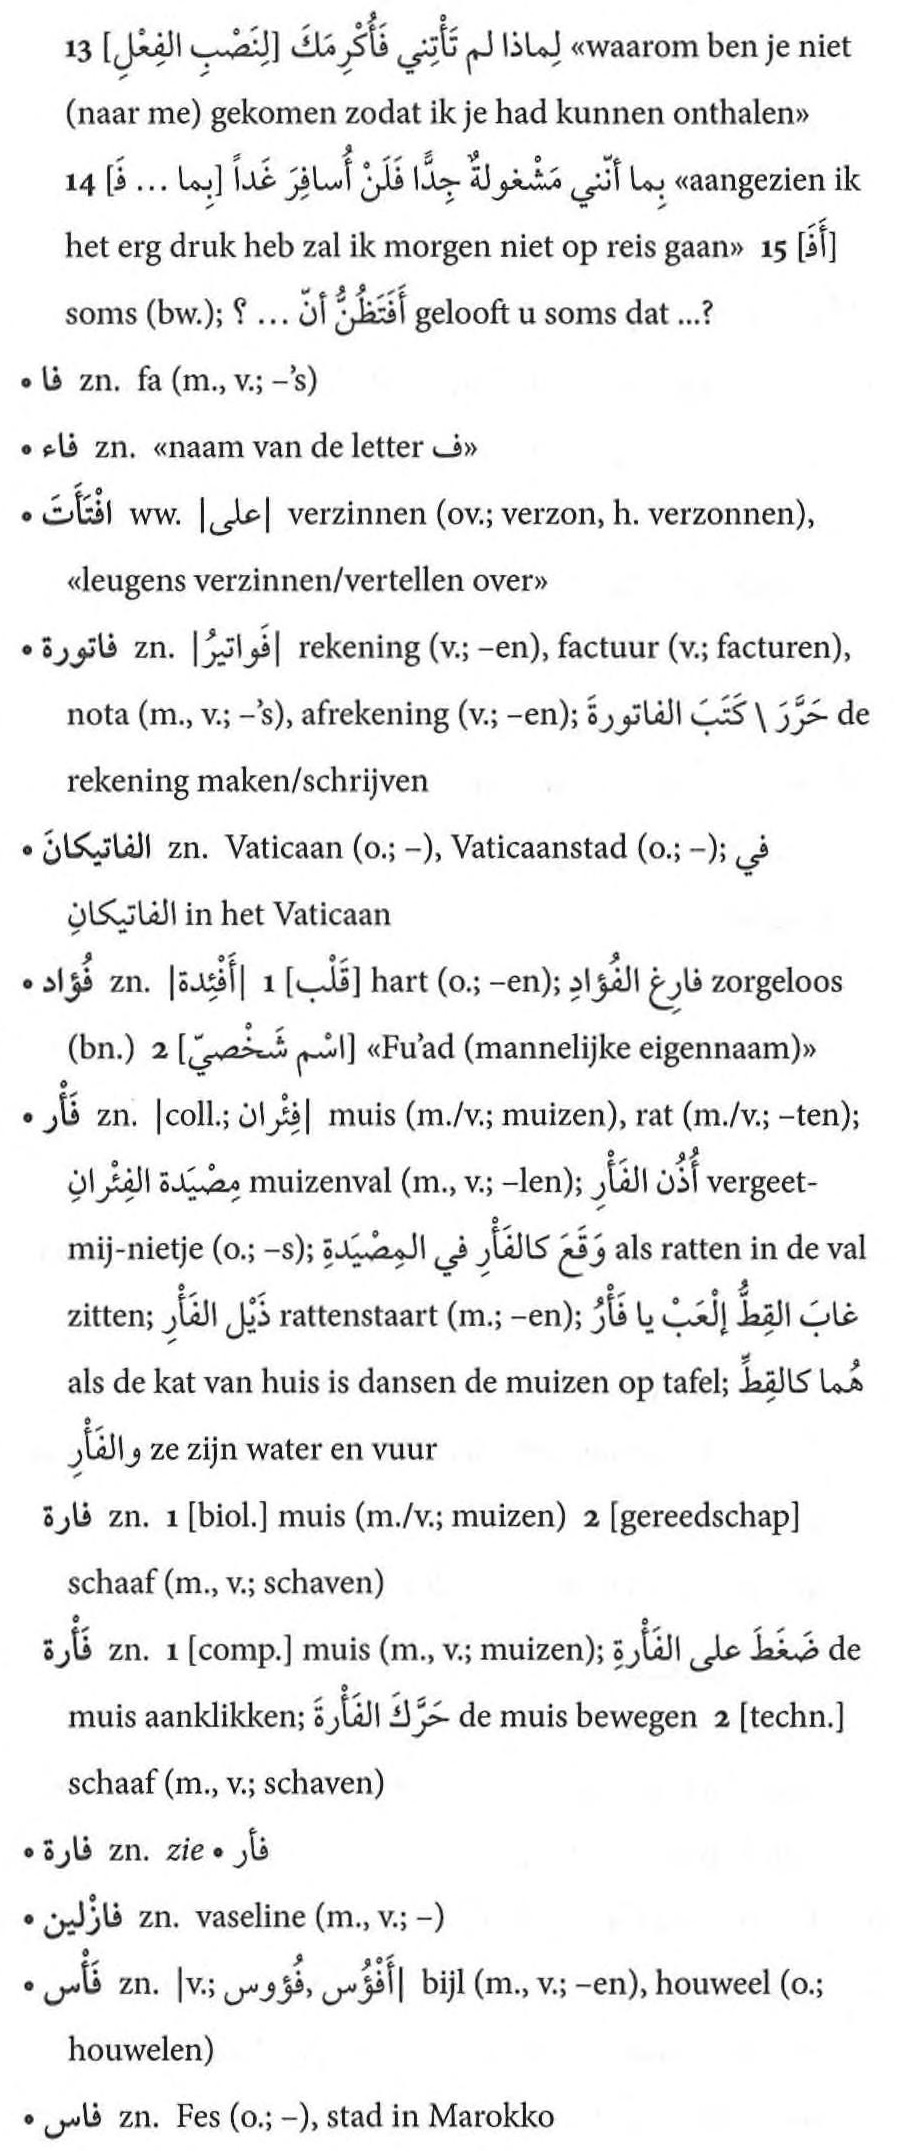 13 [لِنَصْبِ الفِعْلِ] لِماذا لم تَأْتِني فَأُكْرِمَكَ «waarom ben je niet
(naar me) gekomen zodat ik je had kunnen onthalen»
14 [بِما ... فَ] بِما أنّني مَشْغولةٌ جِدًّا فَلَنْ أُسافِرَ غَداً «aangezien ik
het erg druk heb zal ik morgen niet op reis gaan» 15 [أَفَ]
soms (bw.); أَفَتَظُنُّ أنّ ... ؟ gelooft u soms dat ...?
• فا zn. fa (m., v.; –’s)
• فاء zn. «naam van de letter ف»
• افْتَأَتَ ww. |على| verzinnen (ov.; verzon, h. verzonnen),
«leugens verzinnen/vertellen over»
• فاتورة zn. |فَواتيرُ| rekening (v.; –en), factuur (v.; facturen),
nota (m., v.; –’s), afrekening (v.; –en); حَرَّرَ \ كَتَبَ الفاتورةَ de
rekening maken/schrijven
• الفاتيكانَ zn. Vaticaan (o.; –), Vaticaanstad (o.; –); في
الفاتيكانِ in het Vaticaan
• فُؤاد zn. |أَفْئِدة| 1 [قَلْب] hart (o.; –en); فارِغ الفُؤادِ zorgeloos
(bn.) 2 [اسْم شَخْصيّ] «Fu’ad (mannelijke eigennaam)»
• فَأْر zn. |coll.; فِئْران| muis (m./v.; muizen), rat (m./v.; –ten);
مِصْيَدة الفِئْرانِ muizenval (m., v.; –len); أُذُن الفَأْرِ vergeet-
mij-nietje (o.; –s); وَقَعَ كالفَأْرِ في المِصْيَدةِ als ratten in de val
zitten; ذَيْل الفَأْرِ rattenstaart (m.; –en); غابَ القِطُّ إلْعَبْ يا فَأْرُ
als de kat van huis is dansen de muizen op tafel; هُما كالقِطِّ
والفَأْرِ ze zijn water en vuur
فارة zn. 1 [biol.] muis (m./v.; muizen) 2 [gereedschap]
schaaf (m., v.; schaven)
فَأْرة zn. 1 [comp.] muis (m., v.; muizen); ضَغَطَ على الفَأْرةِ de
muis aanklikken; حَرَّكَ الفَأْرةَ de muis bewegen 2 [techn.]
schaaf (m., v.; schaven)
• فارة zn. zie • فأر
• فازْلين zn. vaseline (m., v.; –)
• فَأْس zn. |v.; أَفْؤُس ,فُؤوس| bijl (m., v.; –en), houweel (o.;
houwelen)
• فاس zn. Fes (o.; –), stad in Marokko